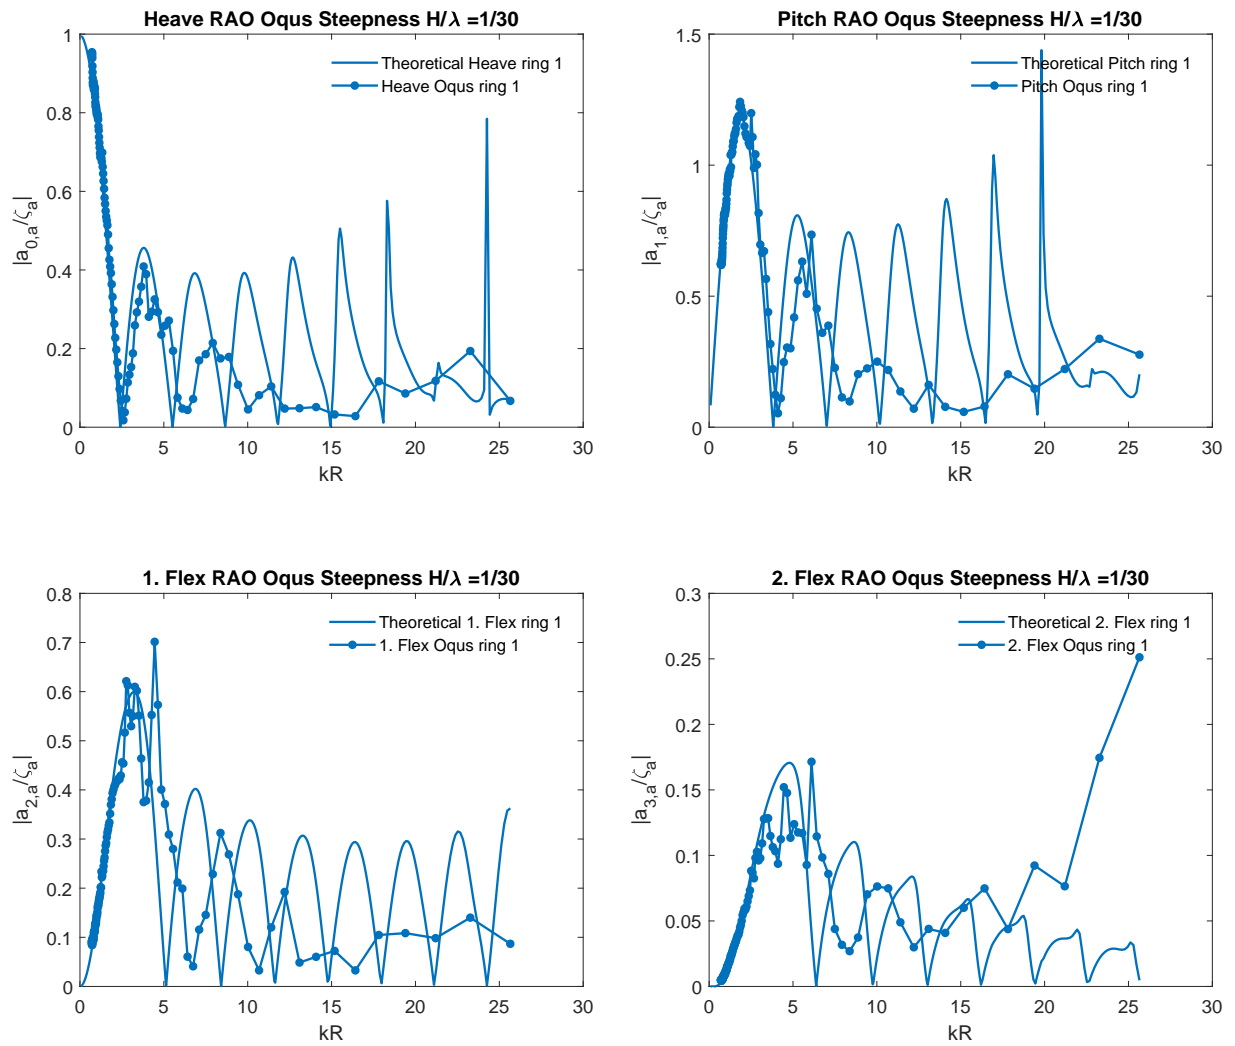 Heave RAO Oqus Steepness H/λ =1/30
1
0.8
0.6
0.4
0.2
0
|a0,a/ζa|
Theoretical Heave ring 1
Heave Oqus ring 1
0 5 10 15 20 25 30
kR
Pitch RAO Oqus Steepness H/λ =1/30
1.5
1
0.5
0
|a1,a/ζa|
Theoretical Pitch ring 1
Pitch Oqus ring 1
0 5 10 15 20 25 30
kR
1. Flex RAO Oqus Steepness H/λ =1/30
0.8
0.7
0.6
0.5
0.4
0.3
0.2
0.1
0
|a2,a/ζa|
Theoretical 1. Flex ring 1
1. Flex Oqus ring 1
0 5 10 15 20 25 30
kR
2. Flex RAO Oqus Steepness H/λ =1/30
0.3
0.25
0.2
0.15
0.1
0.05
0
|a3,a/ζa|
Theoretical 2. Flex ring 1
2. Flex Oqus ring 1
0 5 10 15 20 25 30
kR